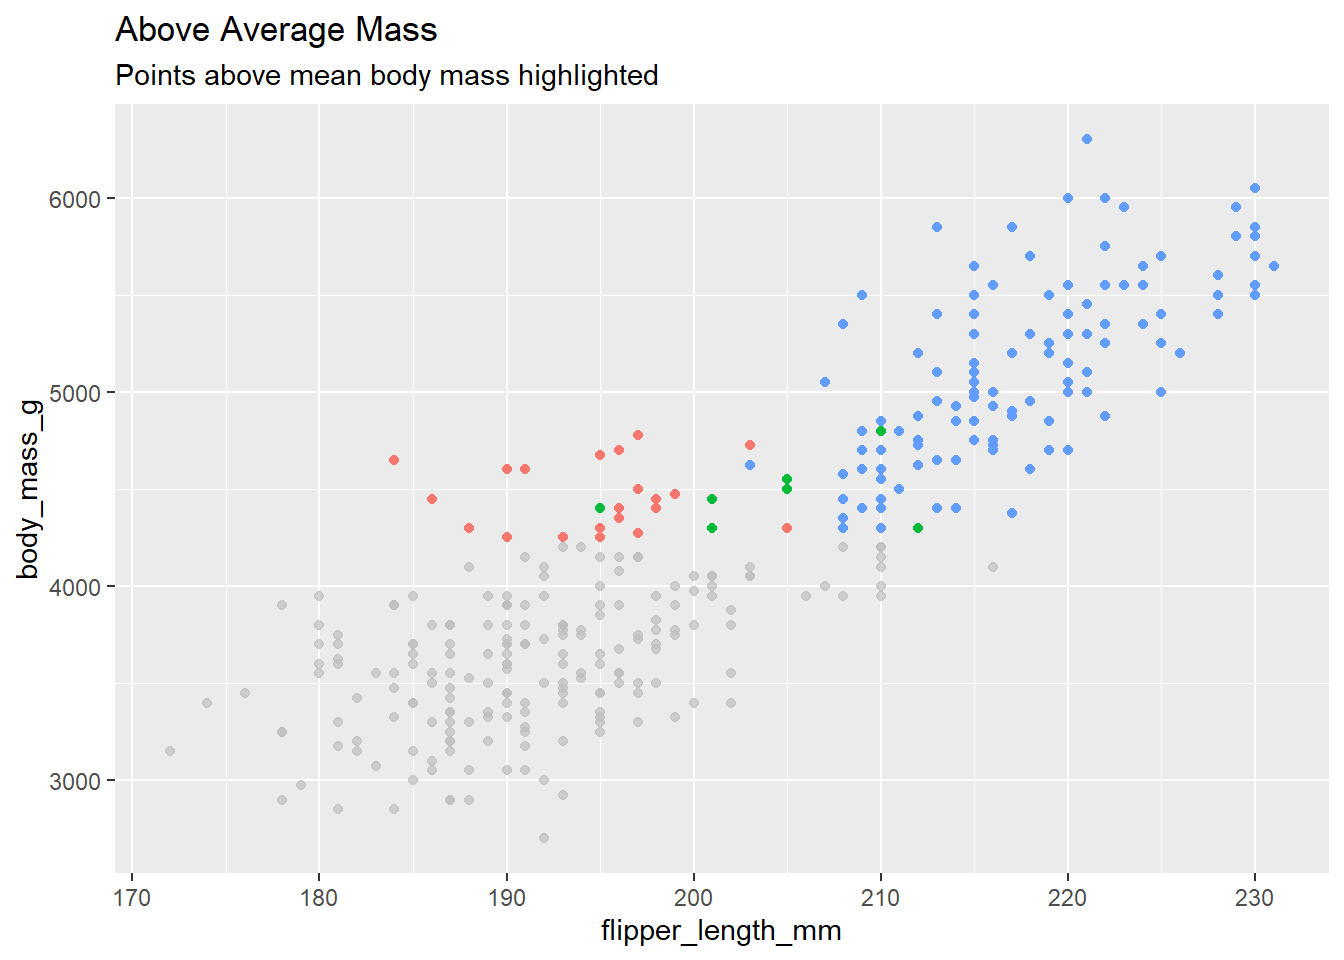 Above Average Mass
Points above mean body mass highlighted
body_mass_g
6000
5000
4000
3000
170 180 190 200 210 220 230
flipper_length_mm